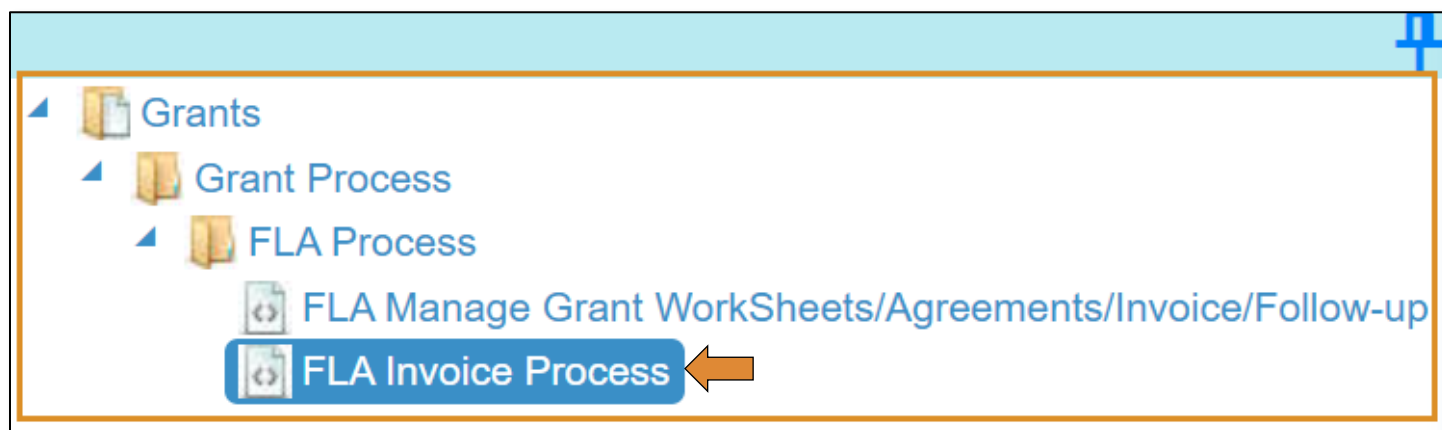 Grants
Grant Process
FLA Process
FLA Manage Grant WorkSheets/Agreements/Invoice/Follow-up
FLA Invoice Process